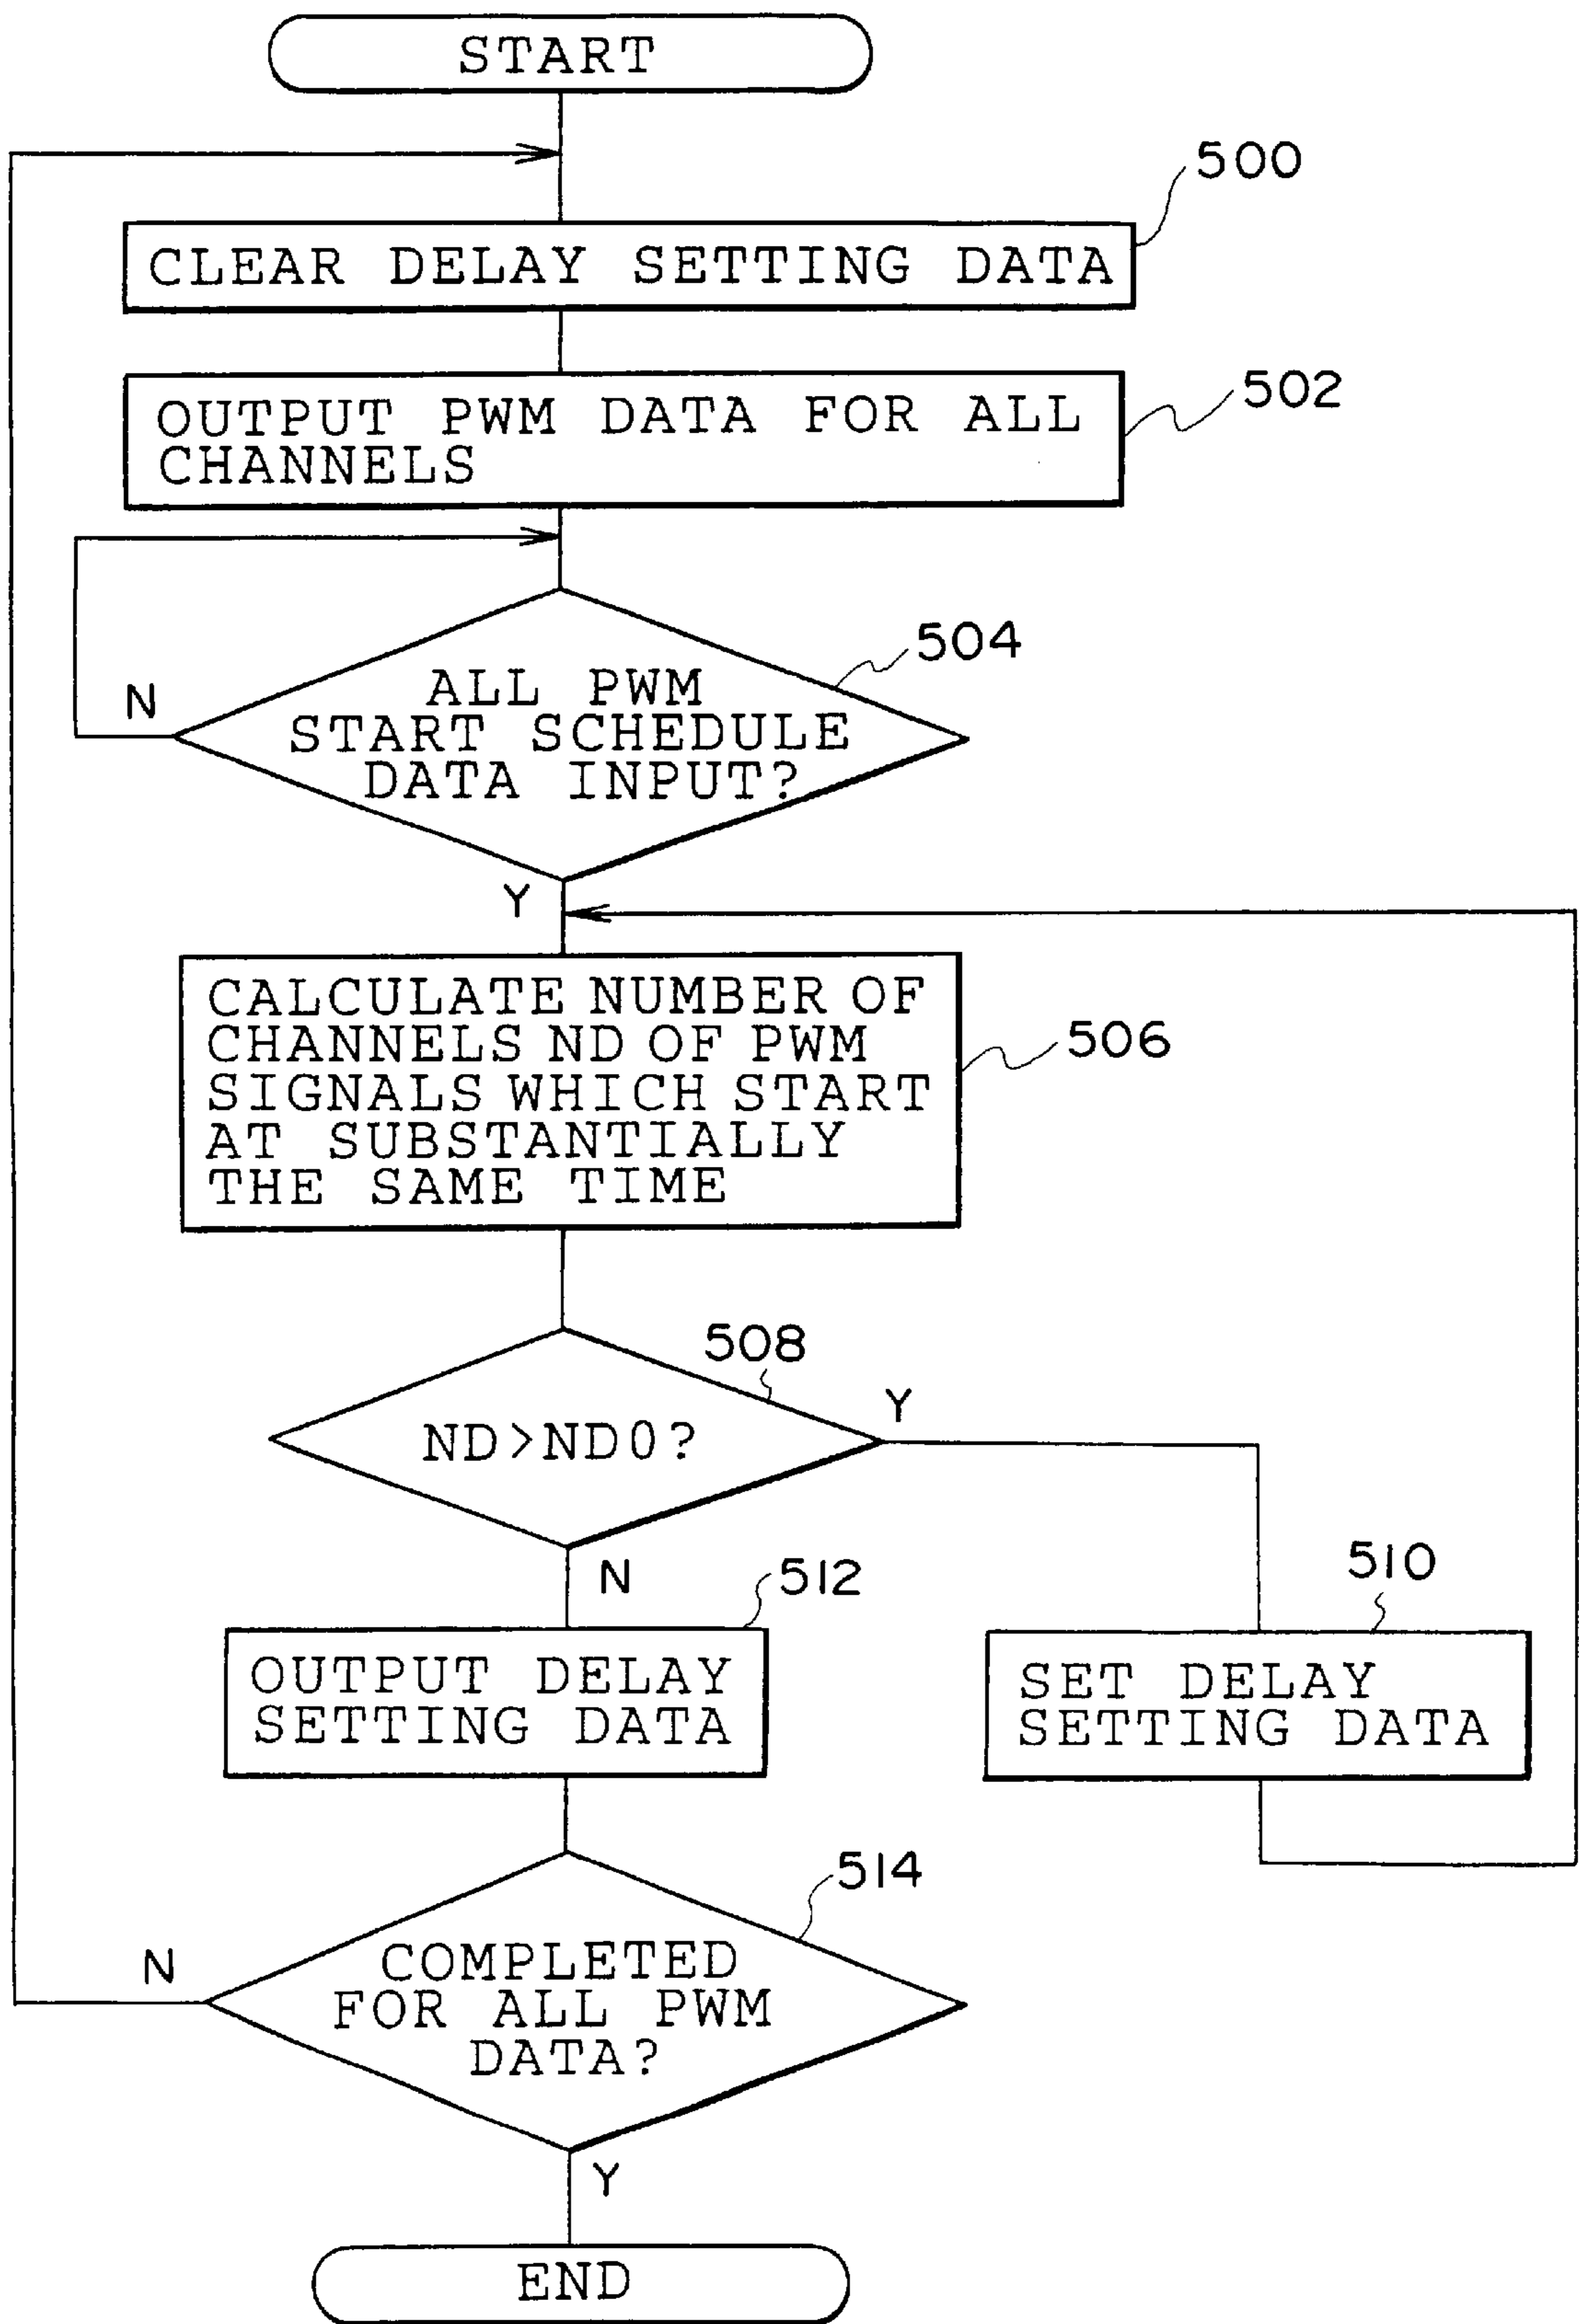 START
500
CLEAR DELAY SETTING DATA
502
OUTPUT PWM DATA FOR ALL
CHANNELS
504
N
ALL PWM
START SCHEDULE
DATA INPUT?
Y
506
CALCULATE NUMBER OF
CHANNELS ND OF PWM
SIGNALS WHICH START
AT SUBSTANTIALLY
THE SAME TIME
508
ND>ND0?
Y
N
512
OUTPUT DELAY
SETTING DATA
510
SET DELAY
SETTING DATA
514
N
COMPLETED
FOR ALL PWM
DATA?
Y
END